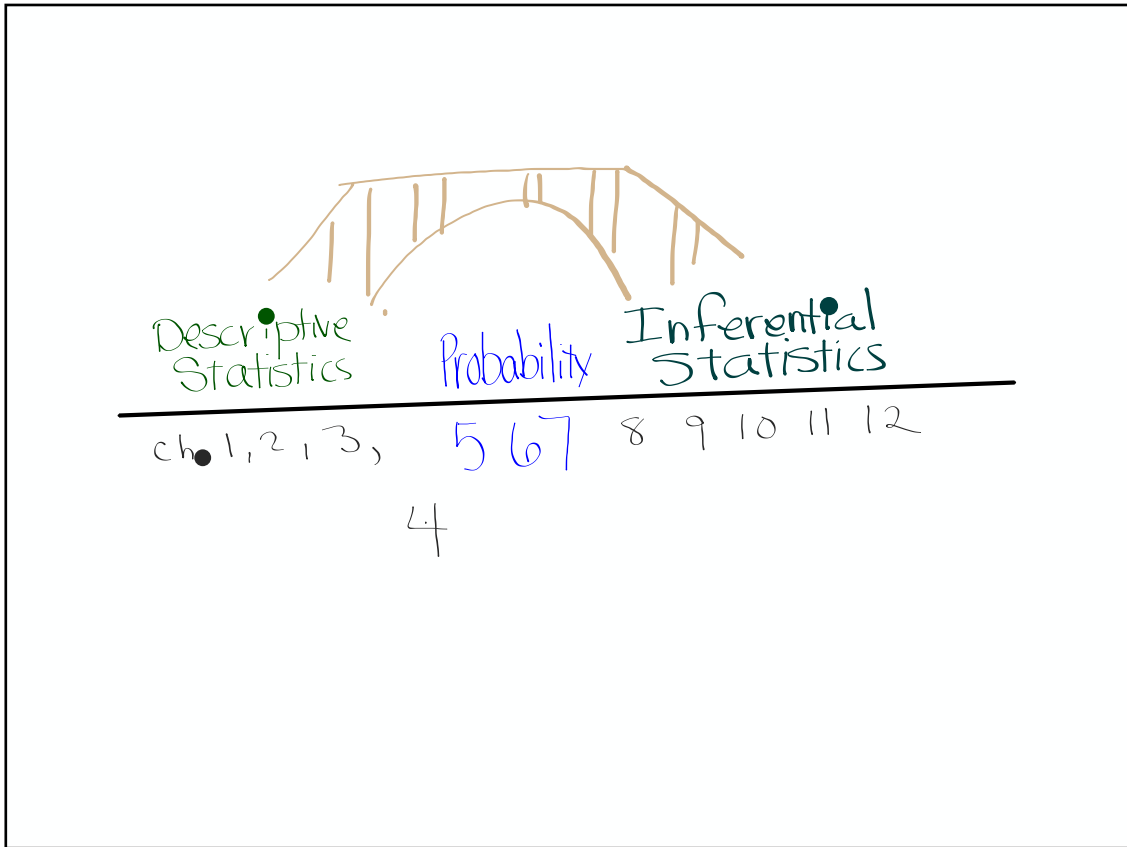 Descriptive
Statistics
Probability
Inferential
Statistics
ch. 1, 2, 3,
5 6 7
8 9 10 11 12
4